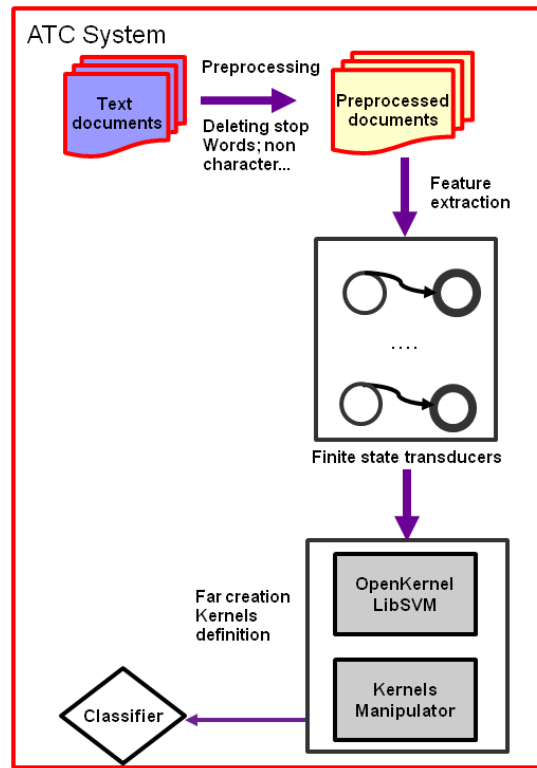 ATC System
Text
documents
Preprocessing
Deleting stop
Words; non
character...
Preprocessed
documents
Feature
extraction
....
Finite state transducers
Far creation
Kernels
definition
OpenKernel
LibSVM
Kernels
Manipulator
Classifier